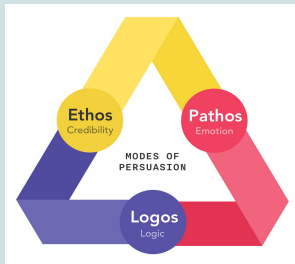 Ethos
Credibility
Pathos
Emotion
MODES OF
PERSUASION
Logos
Logic